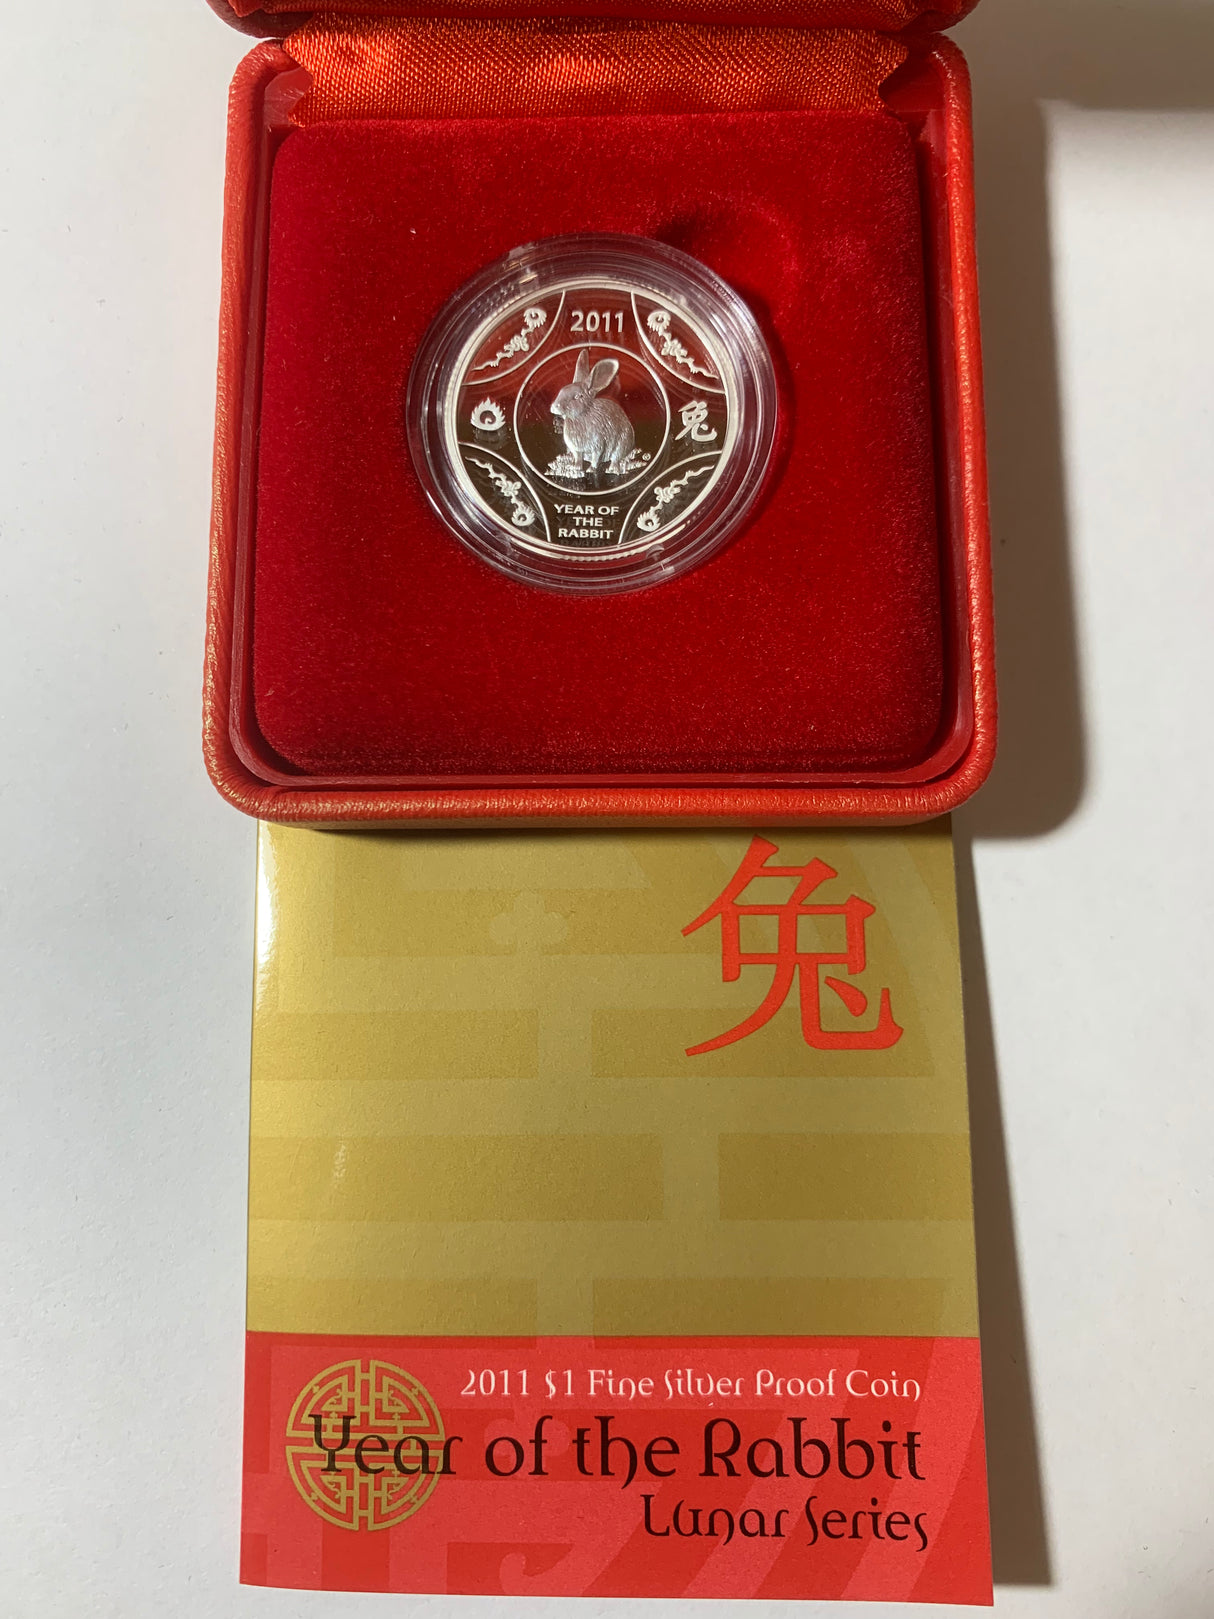 2011
兔
YEAR OF
THE
RABBIT
兔
2011 $1 Fine Silver Proof Coin
Year of the Rabbit
Lunar Series